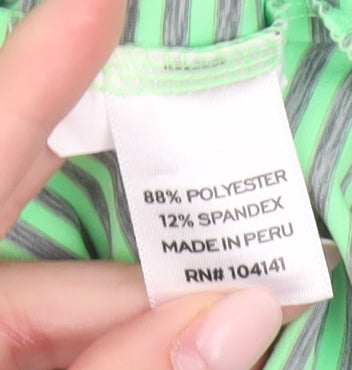 88% POLYESTER
12% SPANDEX
MADE IN PERU
RN# 104141